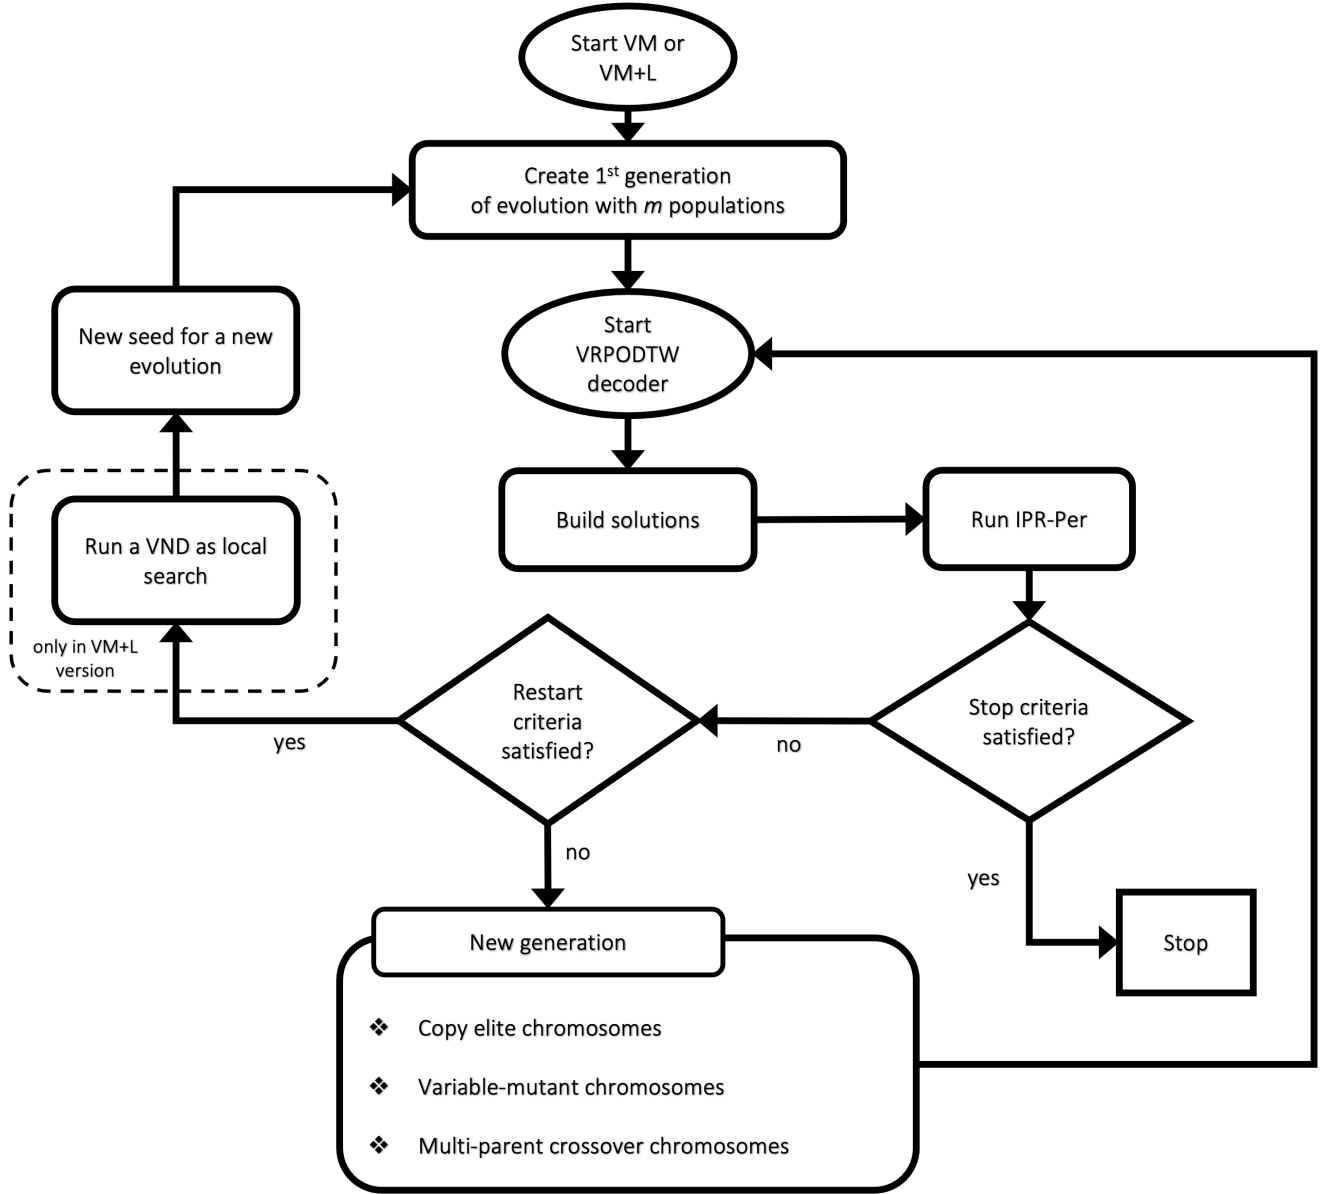 Start VM or
VM+L
Create 1st generation
of evolution with m populations
New seed for a new
evolution
Start
VRPODTW
decoder
Build solutions
Run IPR-Per
Run a VND as local
search
only in VM+L
version
Restart
criteria
satisfied?
Stop criteria
satisfied?
yes
no
no
yes
New generation
Stop
❖ Copy elite chromosomes
❖ Variable-mutant chromosomes
❖ Multi-parent crossover chromosomes